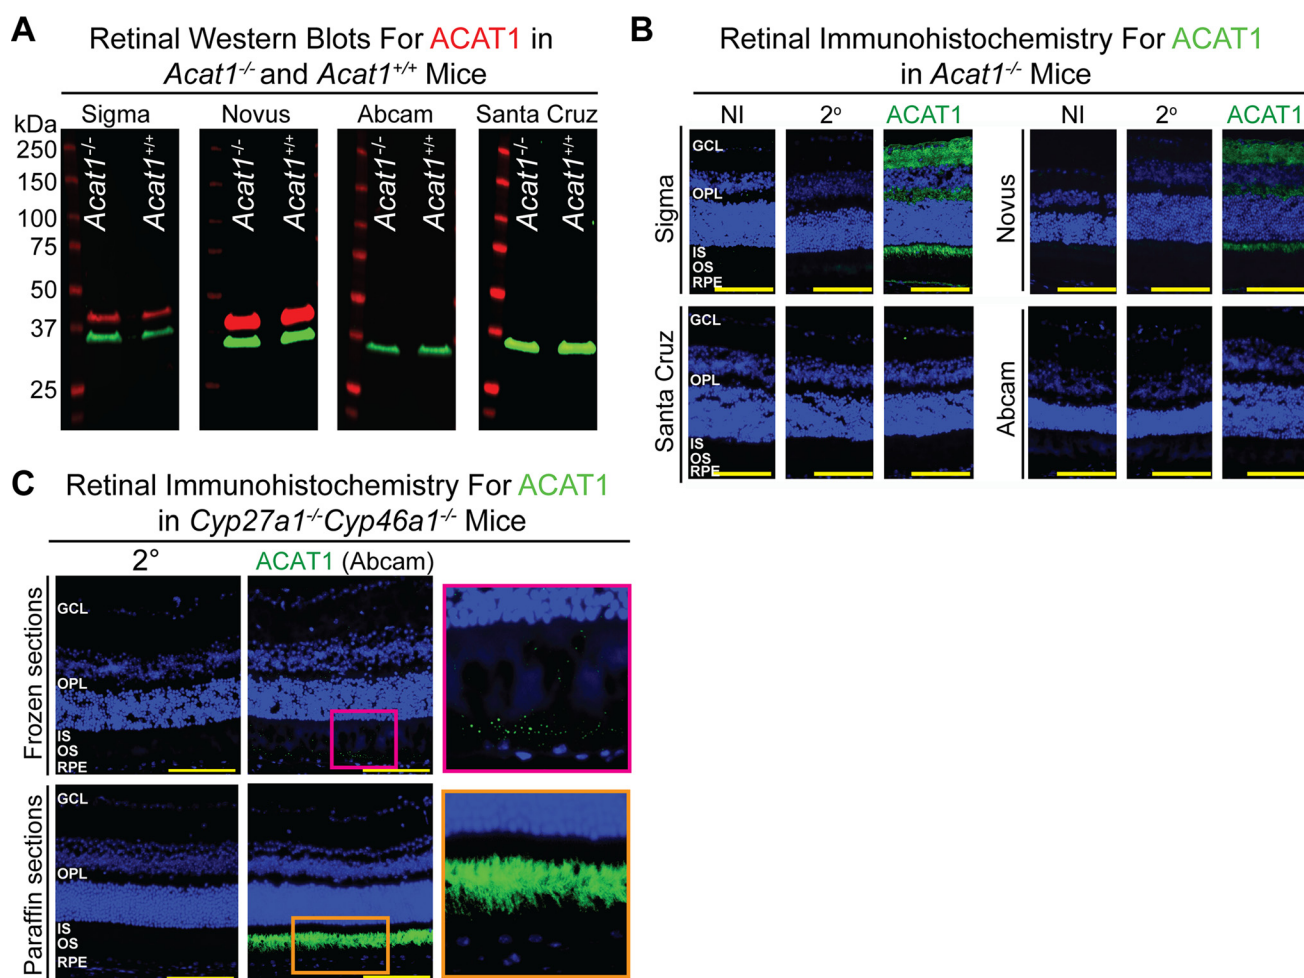 A
Retinal Western Blots For ACAT1 in
Acat1-/- and Acat1+/+ Mice
Sigma Novus Abcam Santa Cruz
kDa
250
150
100
75
50
37
25
Acat1-/- Acat1+/+ Acat1-/- Acat1+/+ Acat1-/- Acat1+/+ Acat1-/- Acat1+/+
B
Retinal Immunohistochemistry For ACAT1
in Acat1-/- Mice
NI 2o ACAT1 NI 2o ACAT1
Sigma
GCL
OPL
IS
OS
RPE
Novus
Santa Cruz
GCL
OPL
IS
OS
RPE
Abcam
C
Retinal Immunohistochemistry For ACAT1
in Cyp27a1-/-Cyp46a1-/- Mice
2° ACAT1 (Abcam)
Frozen sections
GCL
OPL
IS
OS
RPE
Paraffin sections
GCL
OPL
IS
OS
RPE